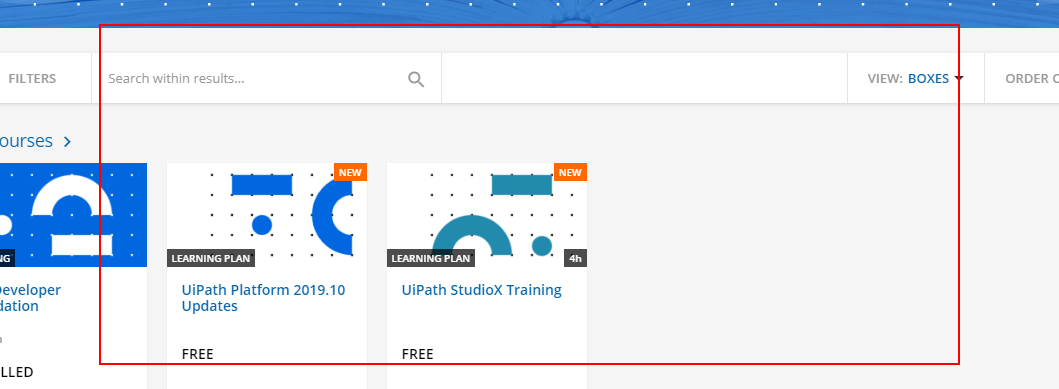 FILTERS
Search within results...
VIEW: BOXES
ORDER C
ourses
NEW
NEW
NG
LEARNING PLAN
LEARNING PLAN
4h
Developer
dation
UiPath Platform 2019.10
Updates
UiPath StudioX Training
LLED
FREE
FREE